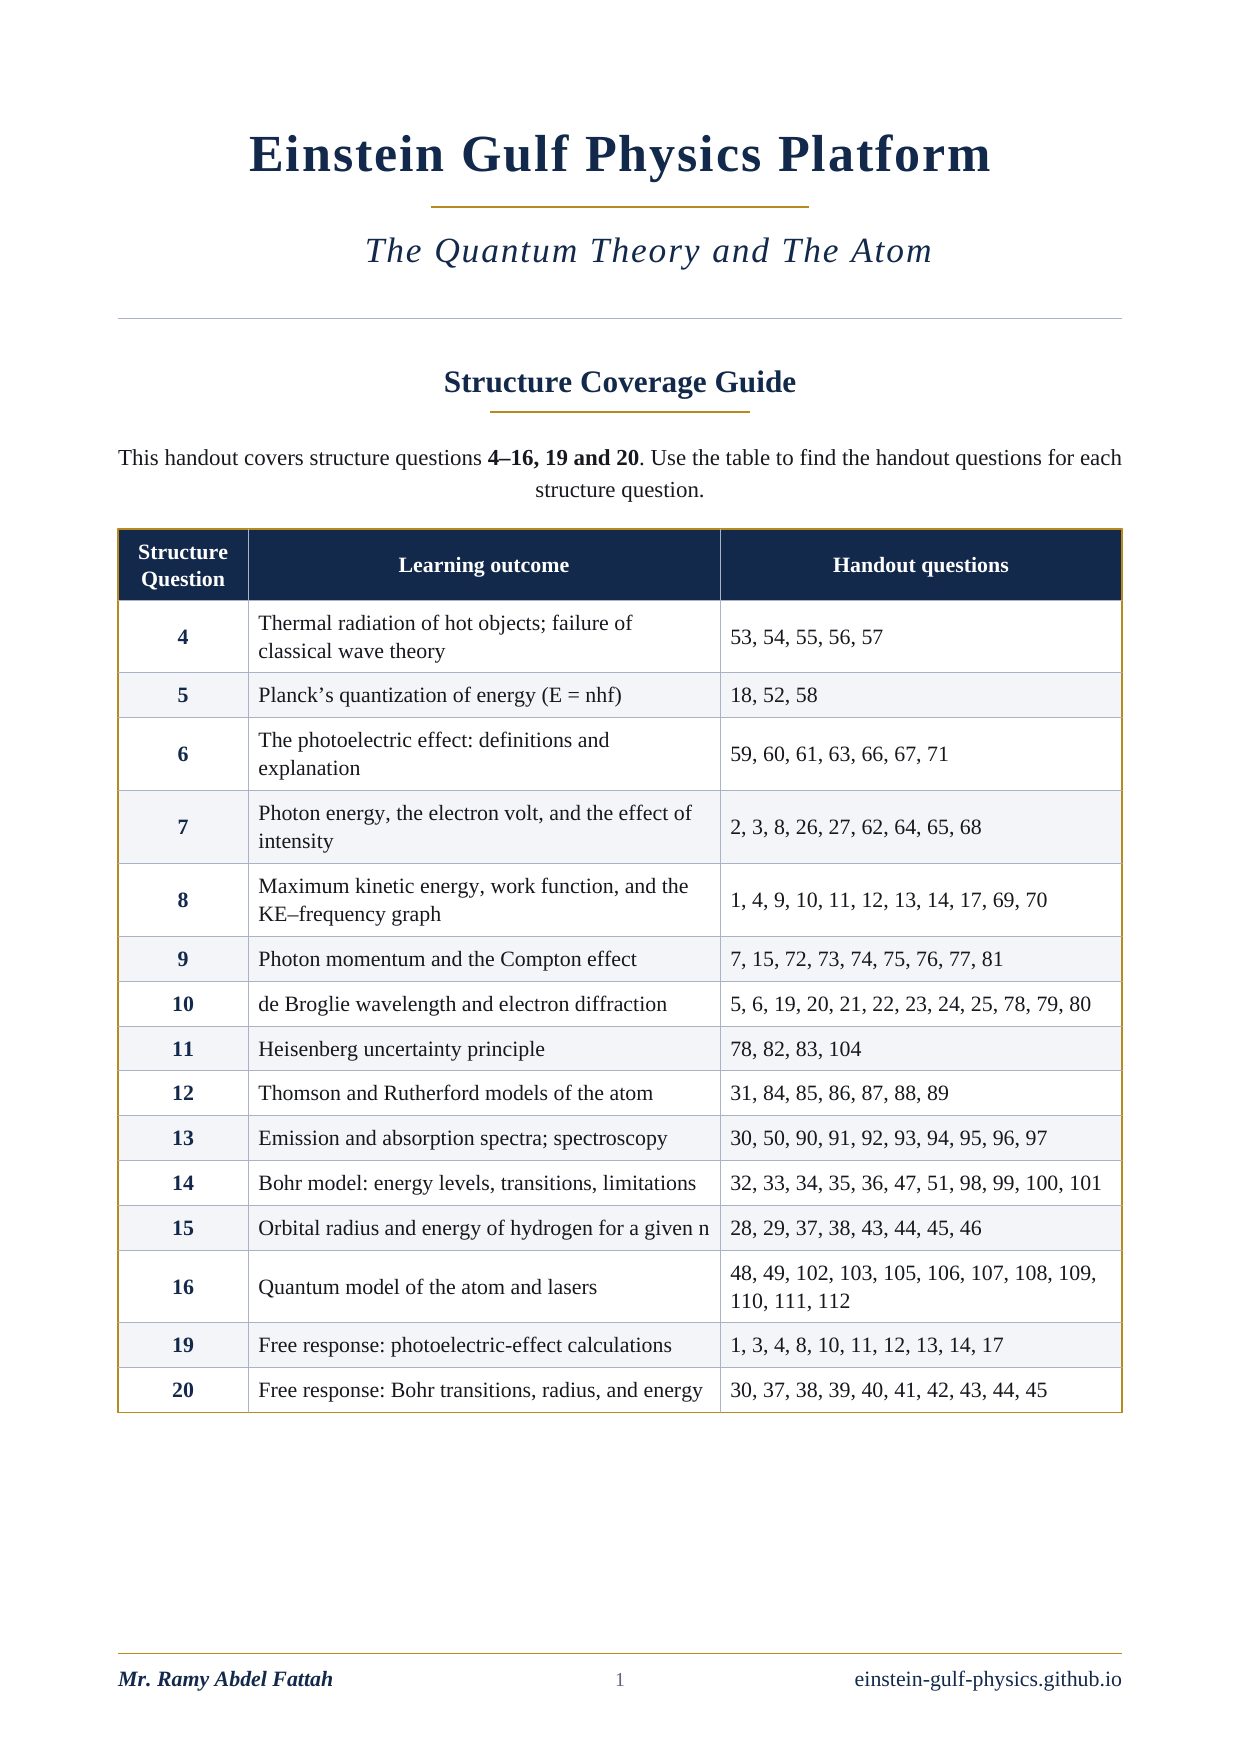 Einstein Gulf Physics Platform
The Quantum Theory and The Atom
Structure Coverage Guide
This handout covers structure questions 4–16, 19 and 20. Use the table to find the handout questions for each
structure question.
Structure
Question
Learning outcome
Handout questions
4
Thermal radiation of hot objects; failure of
classical wave theory
53, 54, 55, 56, 57
5
Planck’s quantization of energy (E = nhf)
18, 52, 58
6
The photoelectric effect: definitions and
explanation
59, 60, 61, 63, 66, 67, 71
7
Photon energy, the electron volt, and the effect of
intensity
2, 3, 8, 26, 27, 62, 64, 65, 68
8
Maximum kinetic energy, work function, and the
KE–frequency graph
1, 4, 9, 10, 11, 12, 13, 14, 17, 69, 70
9
Photon momentum and the Compton effect
7, 15, 72, 73, 74, 75, 76, 77, 81
10
de Broglie wavelength and electron diffraction
5, 6, 19, 20, 21, 22, 23, 24, 25, 78, 79, 80
11
Heisenberg uncertainty principle
78, 82, 83, 104
12
Thomson and Rutherford models of the atom
31, 84, 85, 86, 87, 88, 89
13
Emission and absorption spectra; spectroscopy
30, 50, 90, 91, 92, 93, 94, 95, 96, 97
14
Bohr model: energy levels, transitions, limitations
32, 33, 34, 35, 36, 47, 51, 98, 99, 100, 101
15
Orbital radius and energy of hydrogen for a given n
28, 29, 37, 38, 43, 44, 45, 46
16
Quantum model of the atom and lasers
48, 49, 102, 103, 105, 106, 107, 108, 109,
110, 111, 112
19
Free response: photoelectric-effect calculations
1, 3, 4, 8, 10, 11, 12, 13, 14, 17
20
Free response: Bohr transitions, radius, and energy
30, 37, 38, 39, 40, 41, 42, 43, 44, 45
Mr. Ramy Abdel Fattah
1
einstein-gulf-physics.github.io